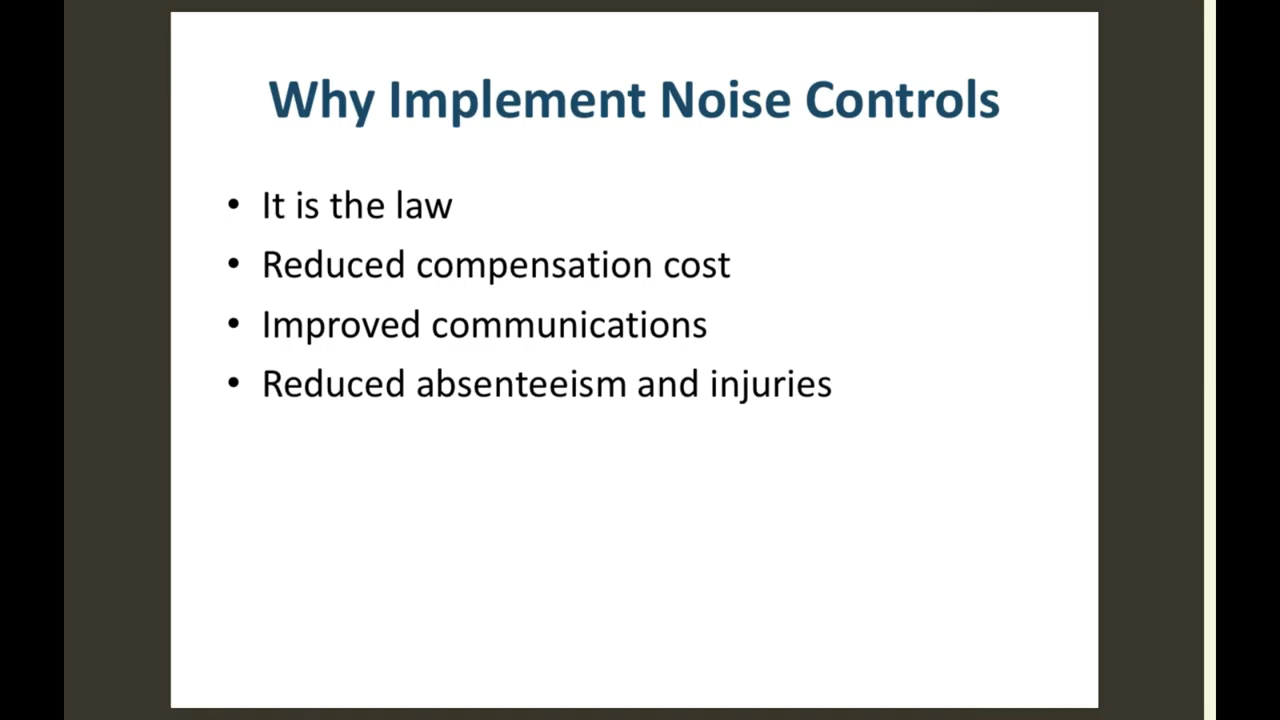 Why Implement Noise Controls
• It is the law
• Reduced compensation cost
• Improved communications
• Reduced absenteeism and injuries